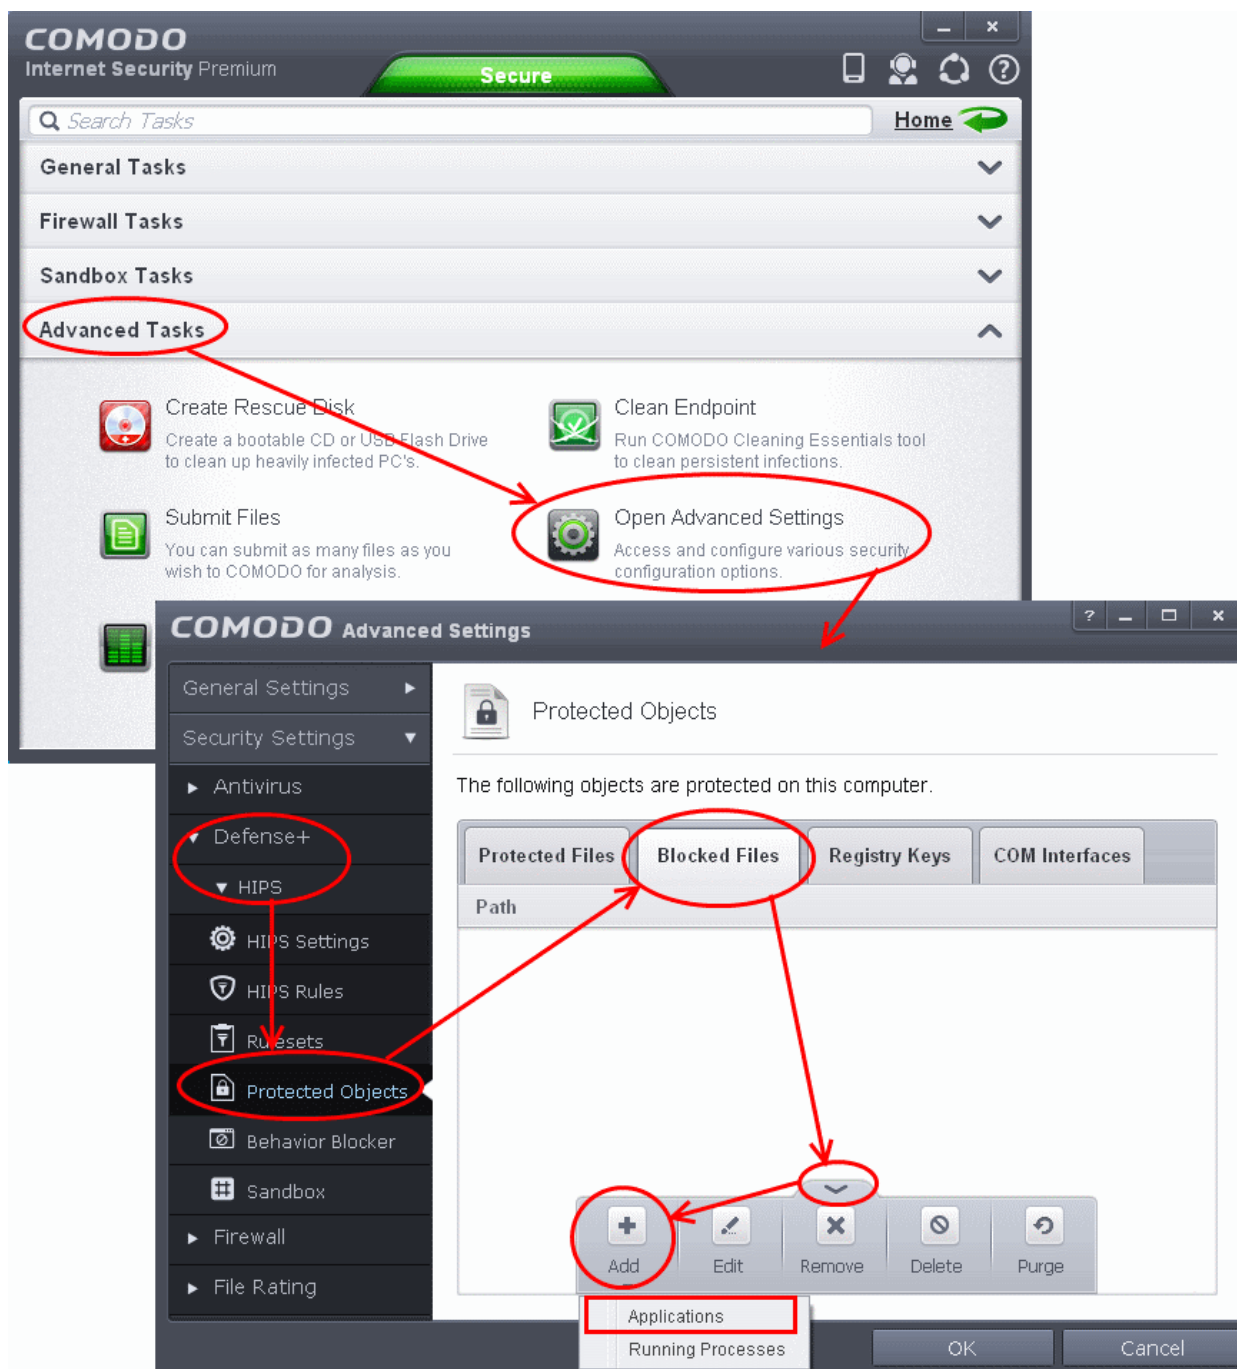 COMODO
Internet Security Premium
Secure
Search Tasks
Home
General Tasks
Firewall Tasks
Sandbox Tasks
Advanced Tasks
Create Rescue Disk
Create a bootable CD or USB Flash Drive
to clean up heavily infected PC's.
Clean Endpoint
Run COMODO Cleaning Essentials tool
to clean persistent infections.
Submit Files
You can submit as many files as you
wish to COMODO for analysis.
Open Advanced Settings
Access and configure various security
configuration options.
COMODO Advanced Settings
General Settings
Security Settings
Antivirus
Defense+
HIPS
HIPS Settings
HIPS Rules
Rulesets
Protected Objects
Behavior Blocker
Sandbox
Firewall
File Rating
Protected Objects
The following objects are protected on this computer.
Protected Files
Blocked Files
Registry Keys
COM Interfaces
Path
Add
Edit
Remove
Delete
Purge
Applications
Running Processes
OK
Cancel